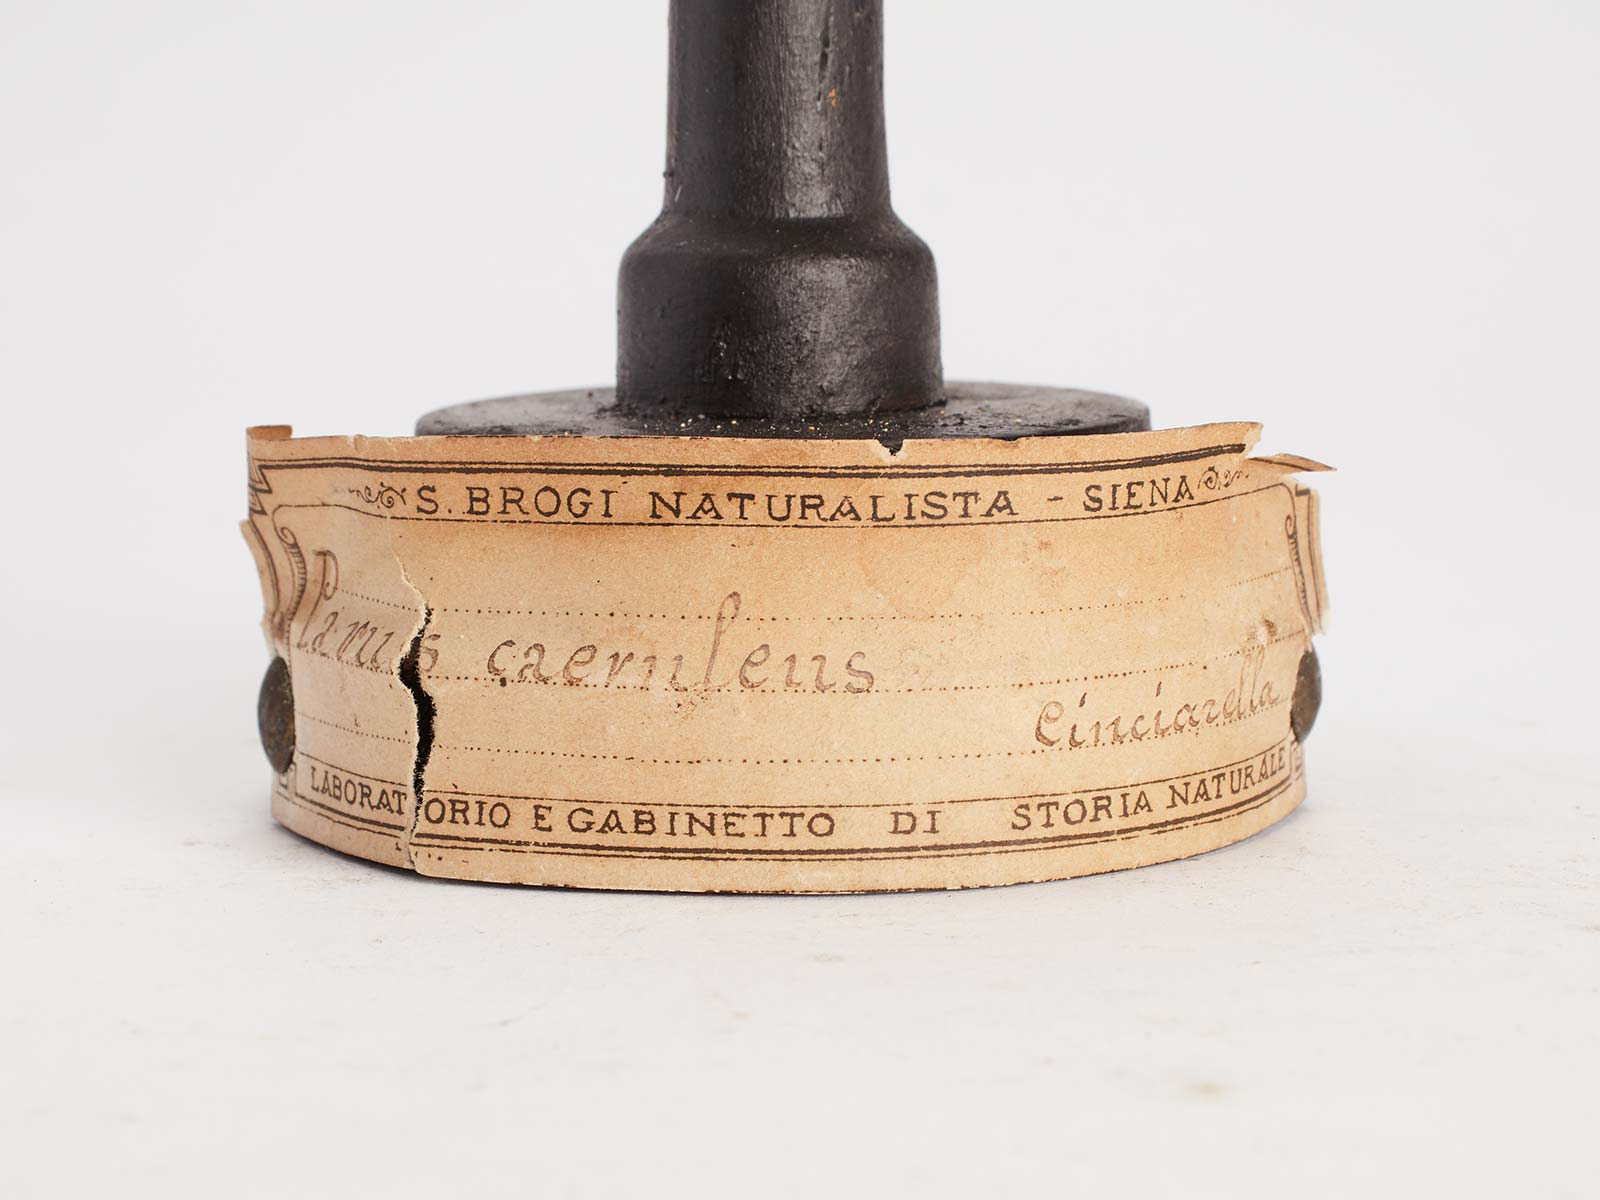 S. BROGI NATURALISTA - SIENA
Parus caeruleus
Cinciarella
LABORATORIO E GABINETTO DI STORIA NATURALE